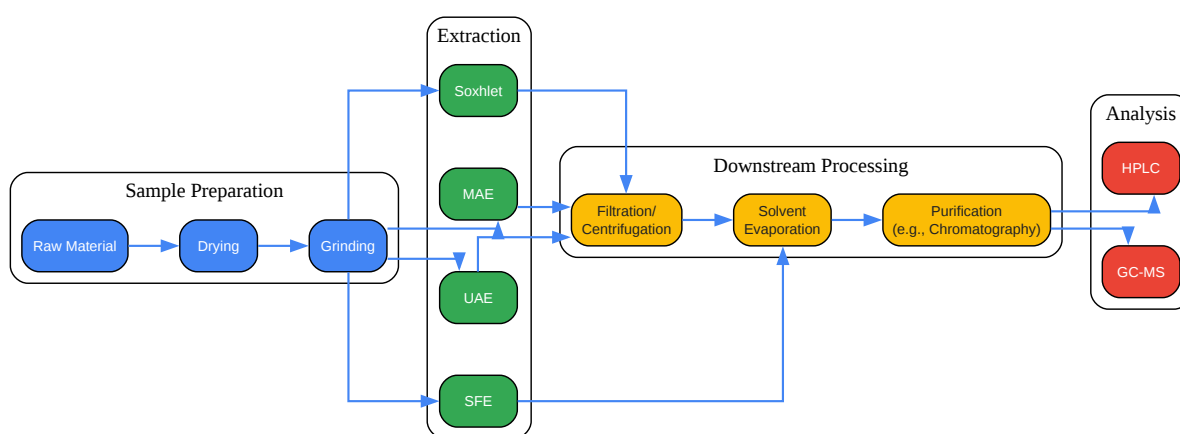 Sample Preparation
Raw Material
Drying
Grinding
Extraction
Soxhlet
MAE
UAE
SFE
Downstream Processing
Filtration/
Centrifugation
Solvent
Evaporation
Purification
(e.g., Chromatography)
Analysis
HPLC
GC-MS